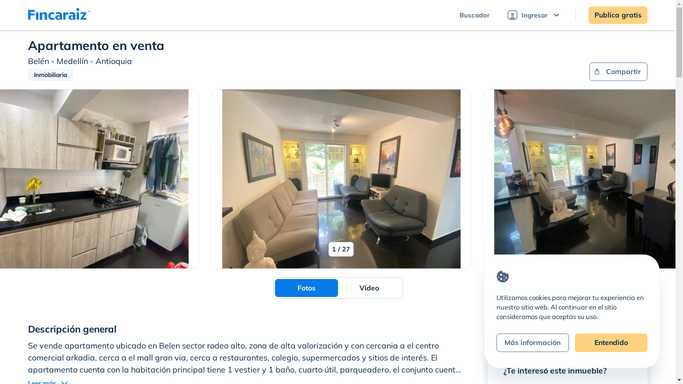 Fincaraiz
Buscador
Ingresar
Publica gratis
Apartamento en venta
Belén - Medellín - Antioquia
Inmobiliaria
Compartir
1 / 27
Fotos
Video
Utilizamos cookies para mejorar tu experiencia en
nuestro sitio web. Al continuar en el sitio
consideramos que aceptas su uso.
Más información
Entendido
Descripción general
Se vende apartamento ubicado en Belen sector rodeo alto, zona de alta valorización y con cercania a el centro
comercial arkadia, cerca a el mall gran via, cerca a restaurantes, colegio, supermercados y sitios de interés. El
apartamento cuenta con la habitación principal tiene 1 vestier y 1 baño, cuarto útil, parqueadero, el conjunto cuent...
Leer más
¿Te interesó este inmueble?